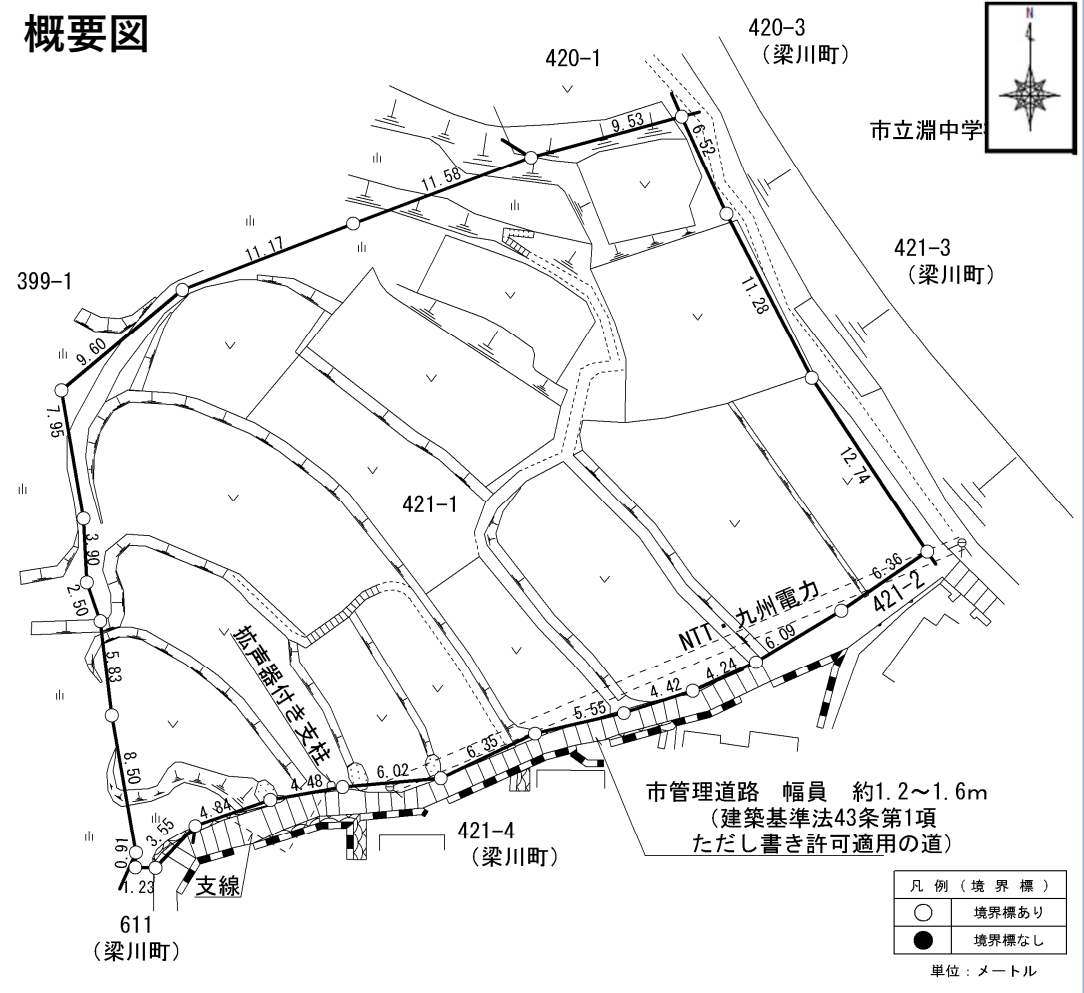 概要図
420-3
（梁川町）
N
420-1
市立淵中学
9.53
6.52
11.58
11.17
421-3
（梁川町）
399-1
11.28
9.60
7.95
12.74
421-1
3.90
2.50
6.36
421-2
NTT・九州電力
6.09
拡声器付き支柱
5.83
4.24
4.42
5.55
6.35
8.50
6.02
4.48
4.84
市管理道路　幅員　約1.2～1.6m
（建築基準法43条第1項
ただし書き許可適用の道）
3.55
0.91
421-4
（梁川町）
支線
1.23
611
（梁川町）
凡 例 （ 境 界 標 ）
境界標あり
境界標なし
単位：メートル